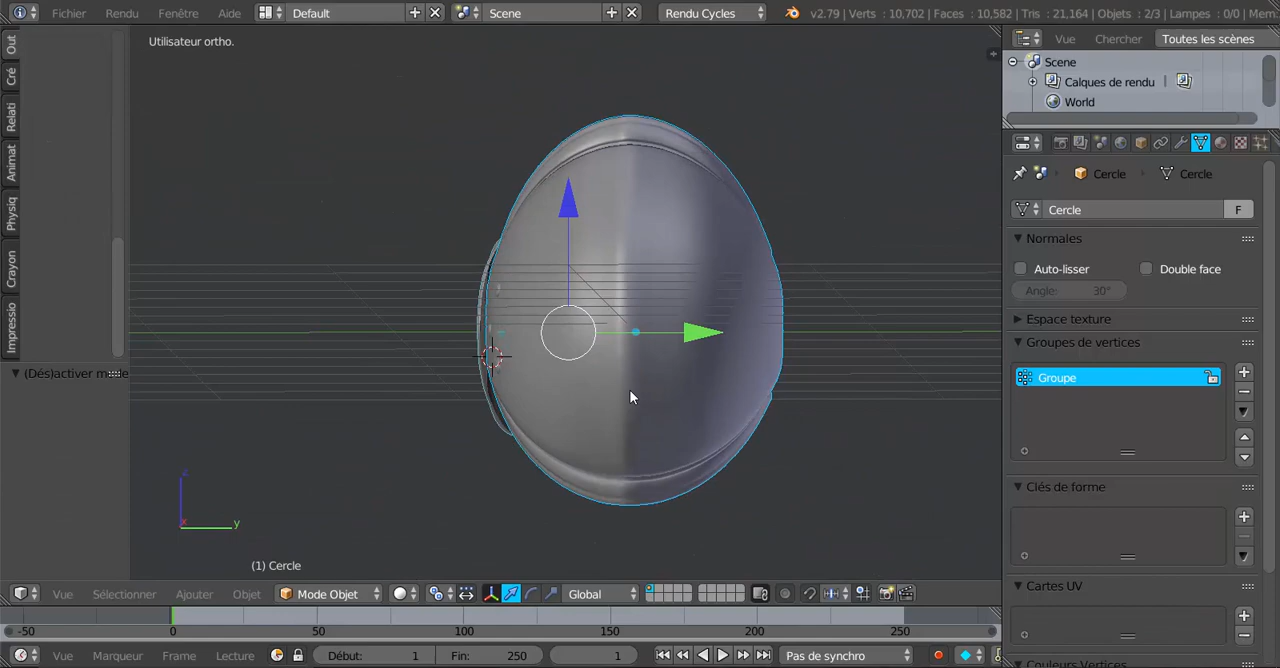 Fichier Rendu Fenêtre Aide Default Scene Rendu Cycles v2.79 | Verts : 10,702 | Faces : 10,582 | Tris : 21,164 | Objets : 2/3 | Lampes : 0/0 | Mem.
Utilisateur ortho.
Vue Chercher Toutes les scènes
Scene
Calques de rendu
World
Out
Cré
Relati
Animat
Physiq
Crayon
Impressio
(Dés)activer
Cercle Cercle
Cercle F
Normales
Auto-lisser Double face
Angle: 30°
Espace texture
Groupes de vertices
Groupe
Clés de forme
Cartes UV
z
x
y
(1) Cercle
Vue Sélectionner Ajouter Objet Mode Objet Global
-50 0 50 100 150 200 250
Vue Marqueur Frame Lecture Début: 1 Fin: 250 1 Pas de synchro